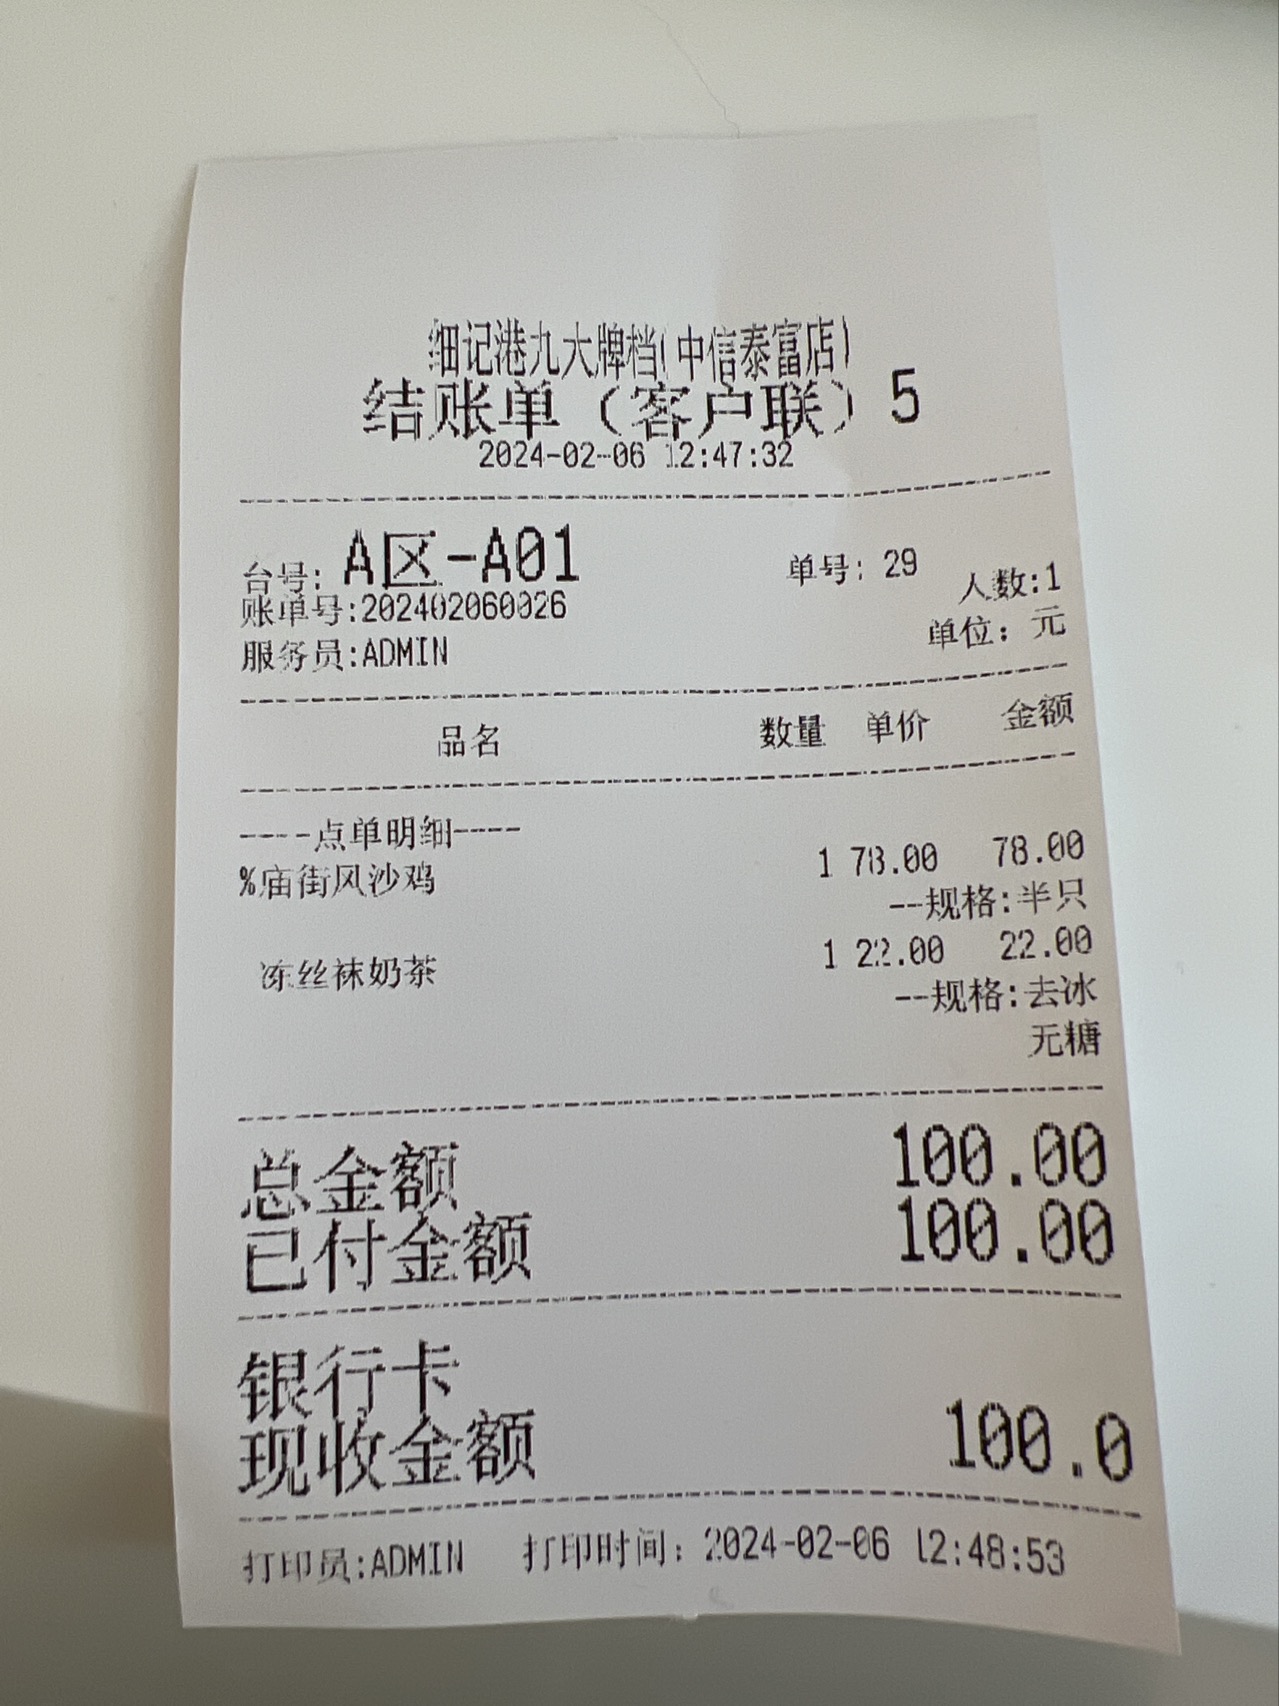 细记港九大牌档(中信泰富店)
结账单（客户联）5
2024-02-06 12:47:32
台号: A区-A01 单号: 29
人数:1
账单号:202402060026
单位: 元
服务员:ADMIN
品名 数量 单价 金额
----点单明细----
%庙街风沙鸡 1 78.00 78.00
--规格:半只
冻丝袜奶茶 1 22.00 22.00
--规格:去冰
无糖
总金额 100.00
已付金额 100.00
银行卡
现收金额 100.0
打印员:ADMIN 打印时间: 2024-02-06 12:48:53